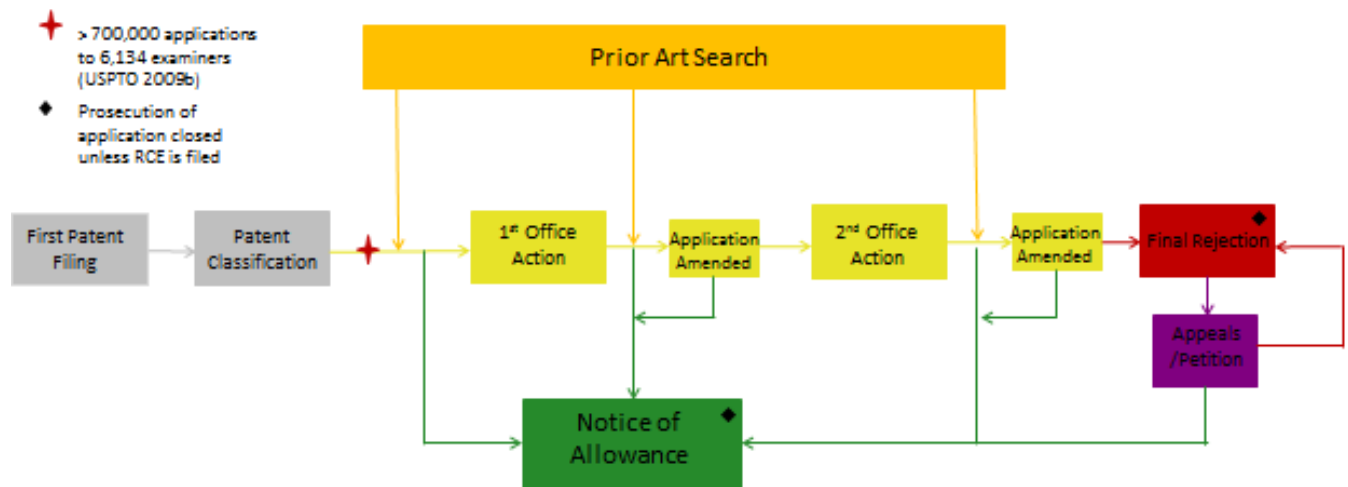 > 700,000 applications
to 6,134 examiners
(USPTO 2009b)
Prosecution of
application closed
unless RCE is filed
Prior Art Search
First Patent
Filing
Patent
Classification
1st Office
Action
Application
Amended
2nd Office
Action
Application
Amended
Final Rejection
Appeals
/Petition
Notice of
Allowance